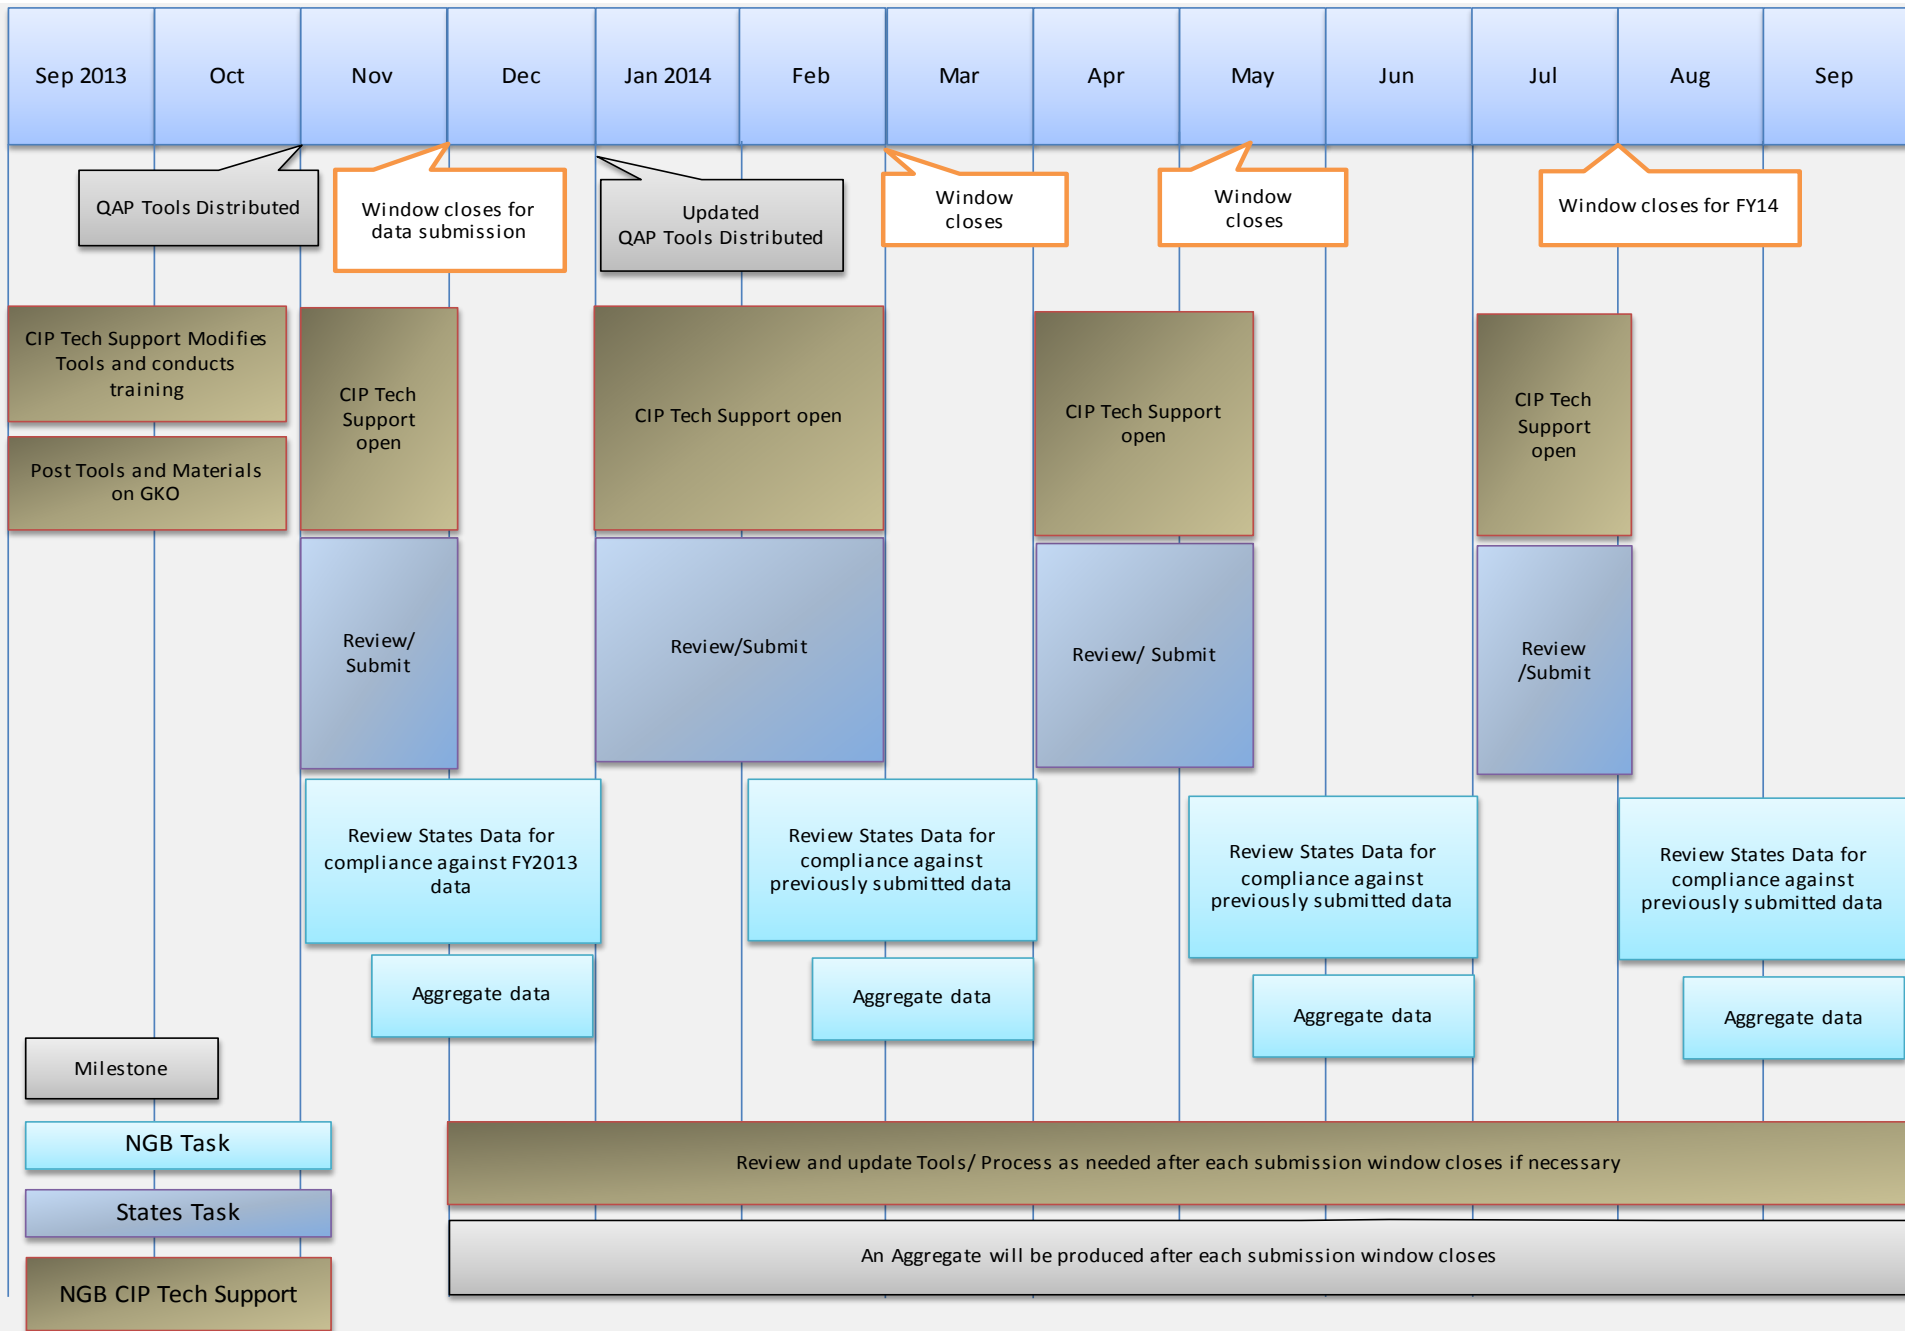 Sep 2013
Oct
Nov
Dec
Jan 2014
Feb
Mar
Apr
May
Jun
Jul
Aug
Sep
QAP Tools Distributed
Window closes for
data submission
Updated
QAP Tools Distributed
Window
closes
Window
closes
Window closes for FY14
CIP Tech Support Modifies
Tools and conducts
training
Post Tools and Materials
on GKO
CIP Tech
Support
open
CIP Tech Support open
CIP Tech Support
open
CIP Tech
Support
open
Review/
Submit
Review/Submit
Review/ Submit
Review
/Submit
Review States Data for
compliance against FY2013
data
Review States Data for
compliance against
previously submitted data
Review States Data for
compliance against
previously submitted data
Review States Data for
compliance against
previously submitted data
Aggregate data
Aggregate data
Aggregate data
Aggregate data
Milestone
NGB Task
States Task
NGB CIP Tech Support
Review and update Tools/ Process as needed after each submission window closes if necessary
An Aggregate will be produced after each submission window closes